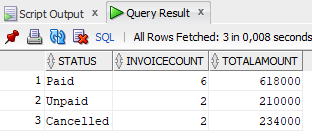 Script Output x Query Result x
SQL | All Rows Fetched: 3 in 0,008 seconds
STATUS INVOICECOUNT TOTALAMOUNT
1 Paid 6 618000
2 Unpaid 2 210000
3 Cancelled 2 234000